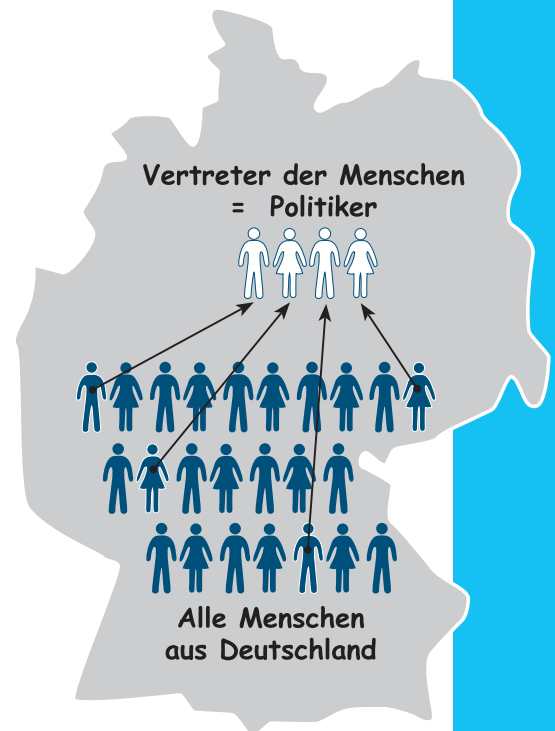 Vertreter der Menschen
= Politiker
Alle Menschen
aus Deutschland